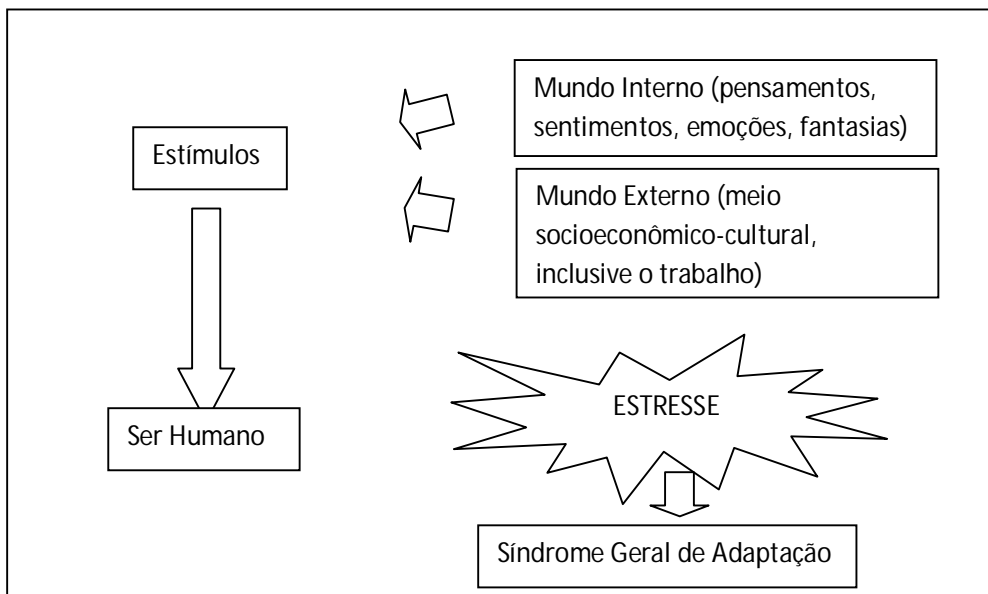 Mundo Interno (pensamentos,
sentimentos, emoções, fantasias)
Estímulos
Mundo Externo (meio
socioeconômico-cultural,
inclusive o trabalho)
ESTRESSE
Ser Humano
Síndrome Geral de Adaptação